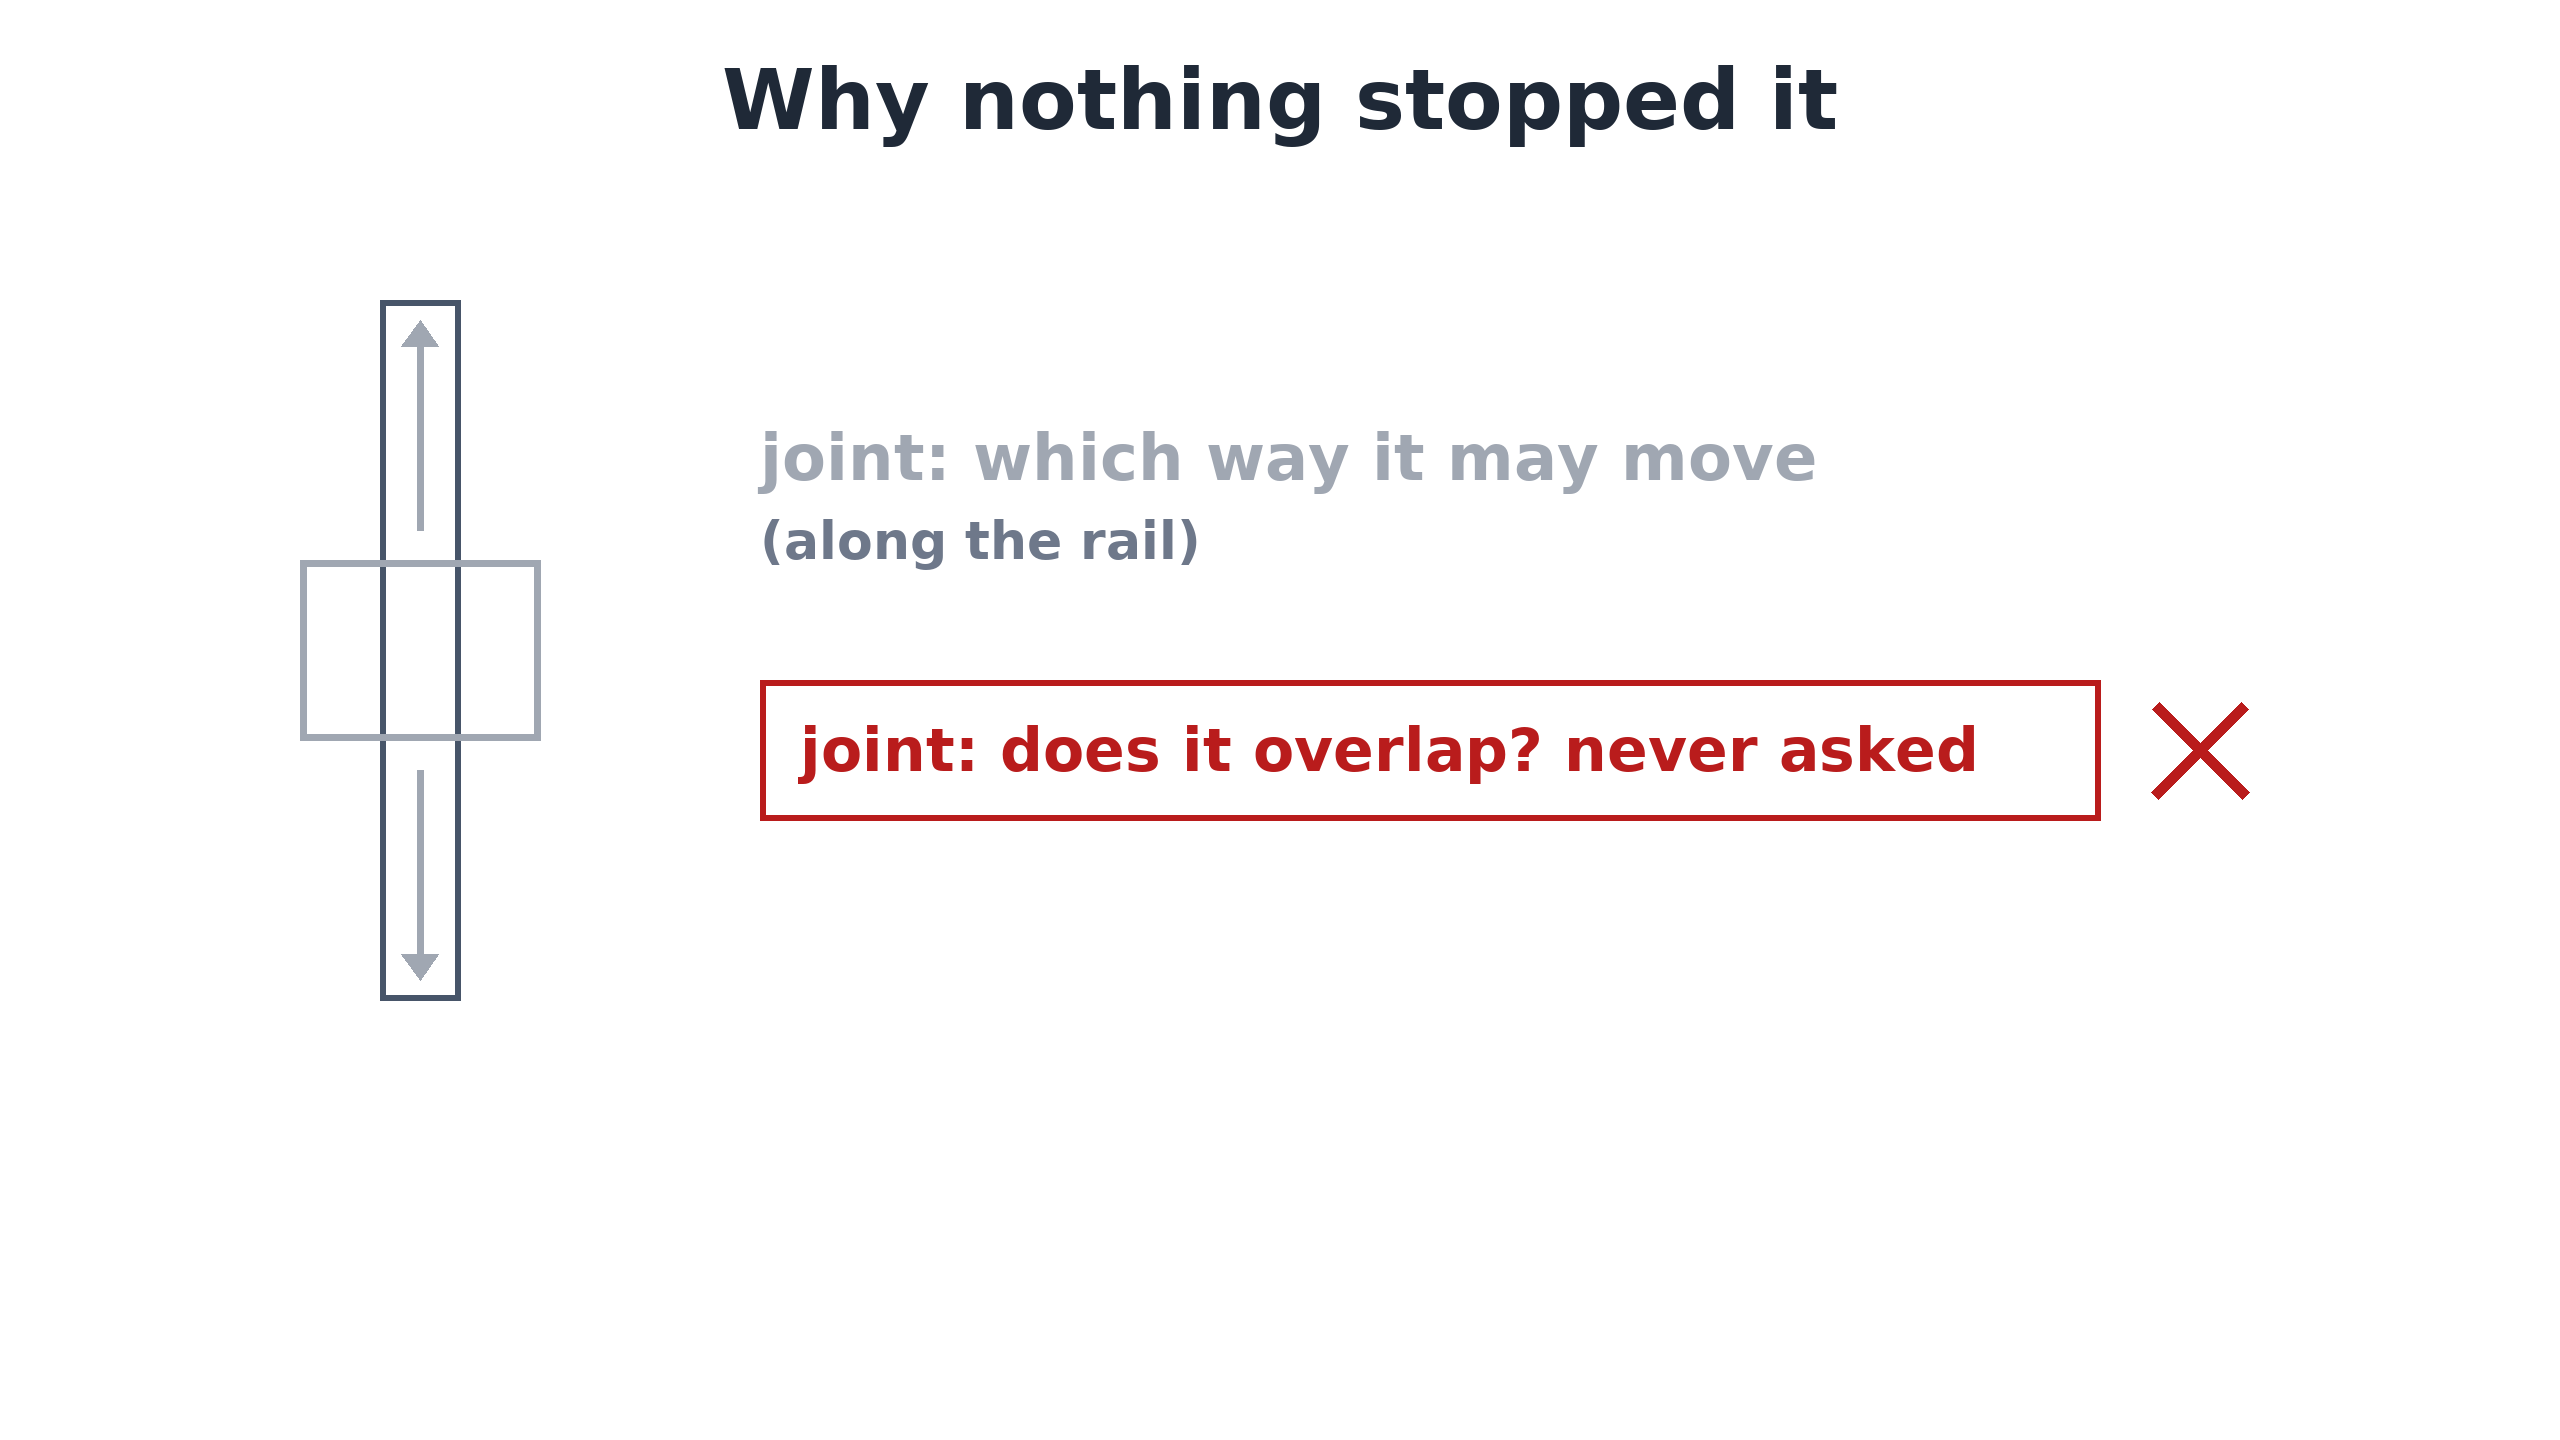 Why nothing stopped it
joint: which way it may move
(along the rail)
joint: does it overlap? never asked